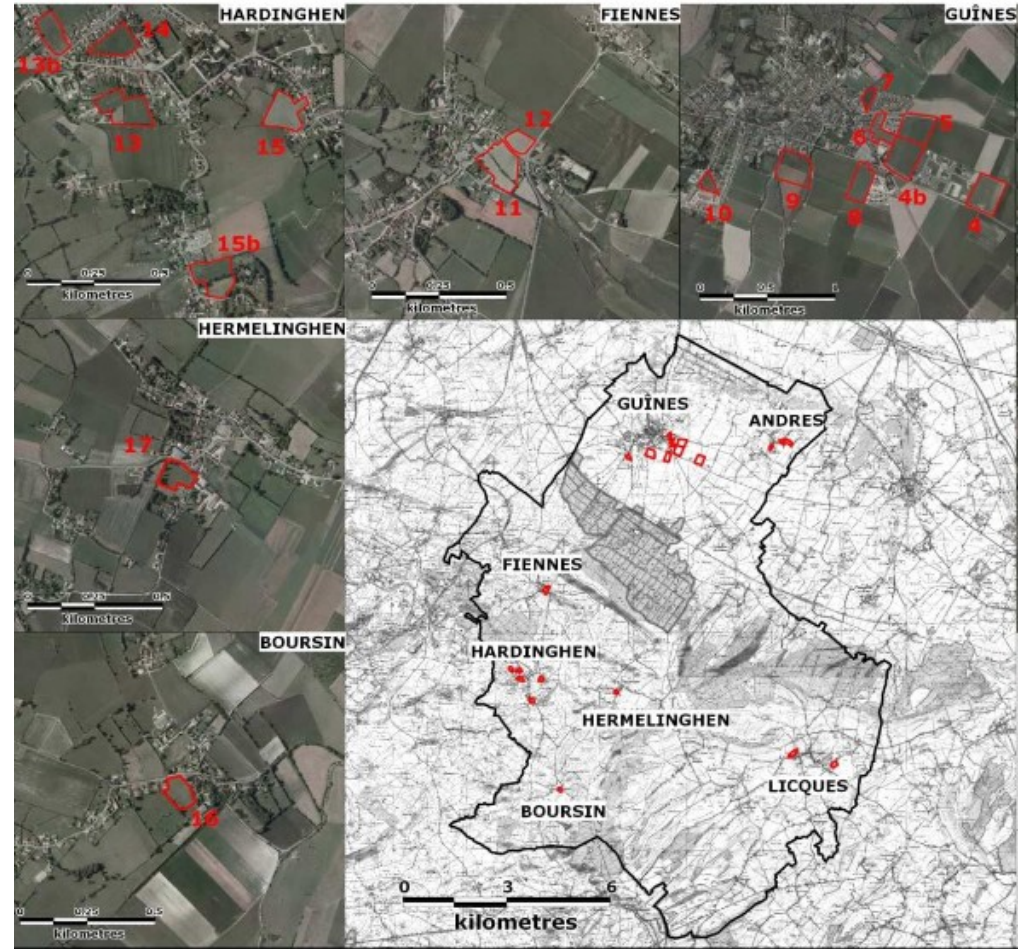 HARDINGHEN
13b
14
13
15
15b
0 0.25 0.5
kilometres
FIENNES
12
11
0 0.25 0.5
kilometres
GUÎNES
7
6
5
4b
4
8
9
10
0 0.5 1
kilometres
HERMELINGHEN
17
0 0.25 0.5
kilometres
BOURSIN
16
0 0.25 0.5
kilometres
GUÎNES
ANDRES
FIENNES
HARDINGHEN
HERMELINGHEN
LICQUES
BOURSIN
0 3 6
kilometres